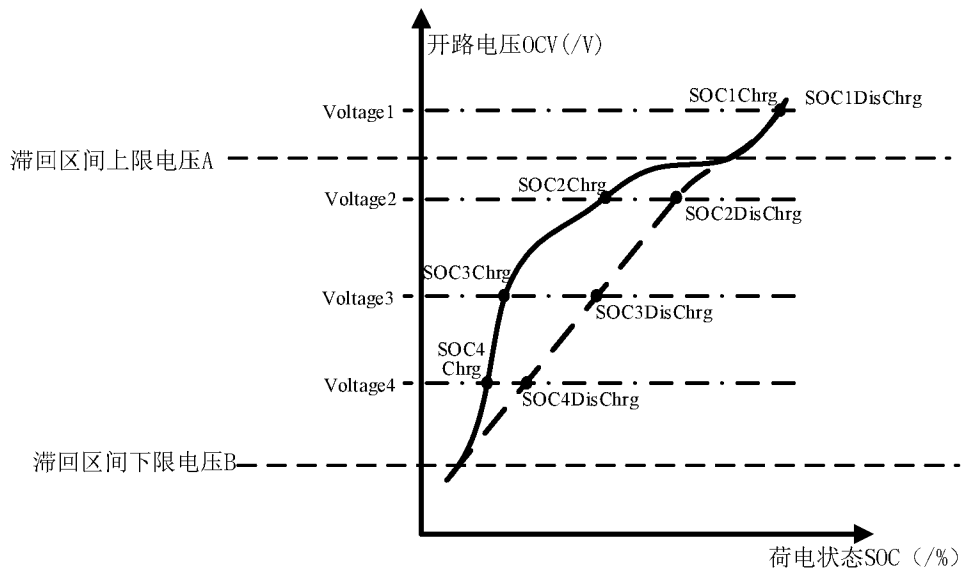 开路电压OCV(/V)
Voltage1
SOC1Chrg
SOC1DisChrg
滞回区间上限电压A
Voltage2
SOC2Chrg
SOC2DisChrg
SOC3Chrg
Voltage3
SOC3DisChrg
SOC4
Chrg
Voltage4
SOC4DisChrg
滞回区间下限电压B
荷电状态SOC（/%）